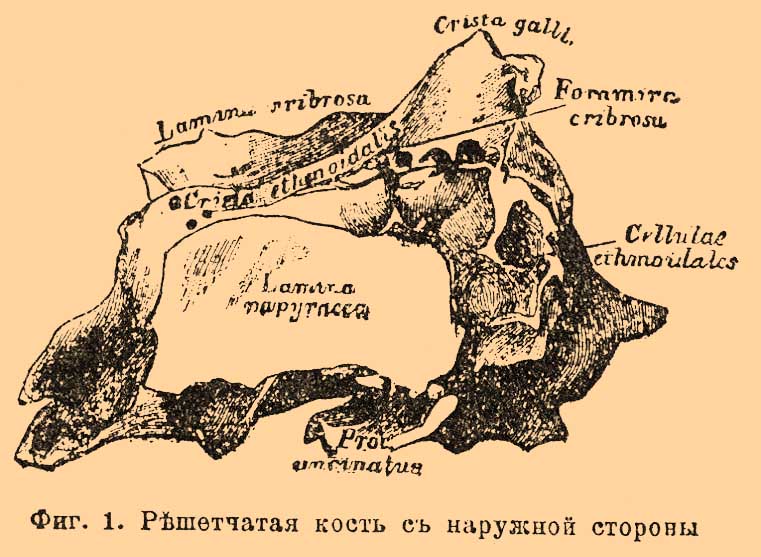 Crista galli.
Lamina cribrosa
Foramina
cribrosa
Crista ethmoidalis
Cellulae
ethmoidales
Lamina
papyracea
Proc.
uncinatus
Фиг. 1. Рѣшетчатая кость съ наружной стороны